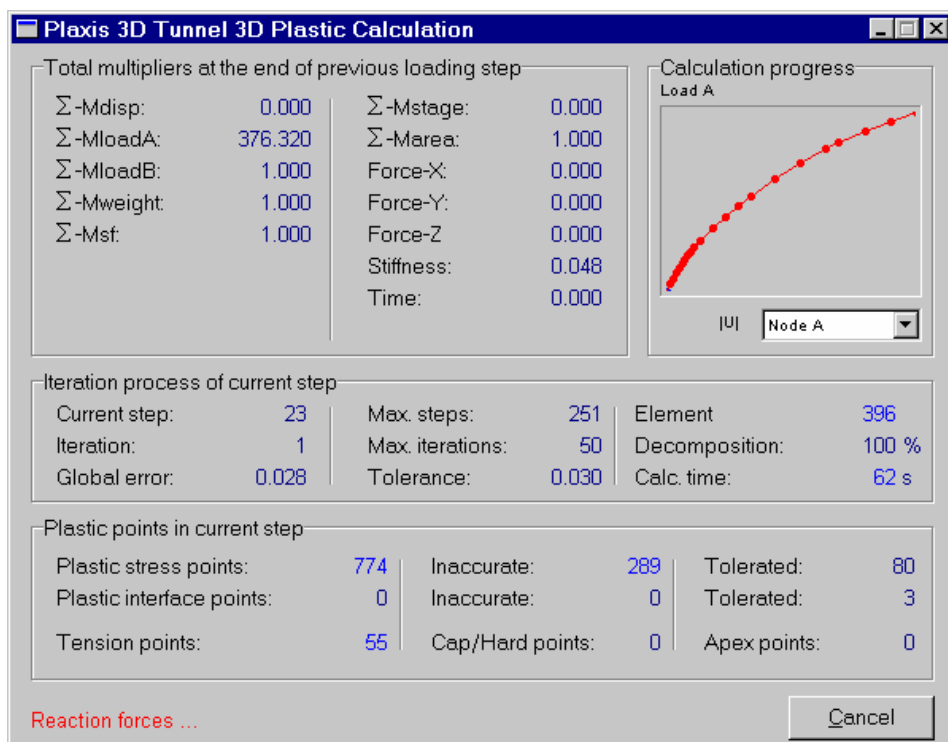 Plaxis 3D Tunnel 3D Plastic Calculation
Total multipliers at the end of previous loading step
Σ-Mdisp: 0.000 Σ-Mstage: 0.000
Σ-MloadA: 376.320 Σ-Marea: 1.000
Σ-MloadB: 1.000 Force-X: 0.000
Σ-Mweight: 1.000 Force-Y: 0.000
Σ-Msf: 1.000 Force-Z 0.000
Stiffness: 0.048
Time: 0.000
Calculation progress
Load A
|U| Node A
Iteration process of current step
Current step: 23 Max. steps: 251 Element 396
Iteration: 1 Max. iterations: 50 Decomposition: 100 %
Global error: 0.028 Tolerance: 0.030 Calc. time: 62 s
Plastic points in current step
Plastic stress points: 774 Inaccurate: 289 Tolerated: 80
Plastic interface points: 0 Inaccurate: 0 Tolerated: 3
Tension points: 55 Cap/Hard points: 0 Apex points: 0
Reaction forces ...
Cancel